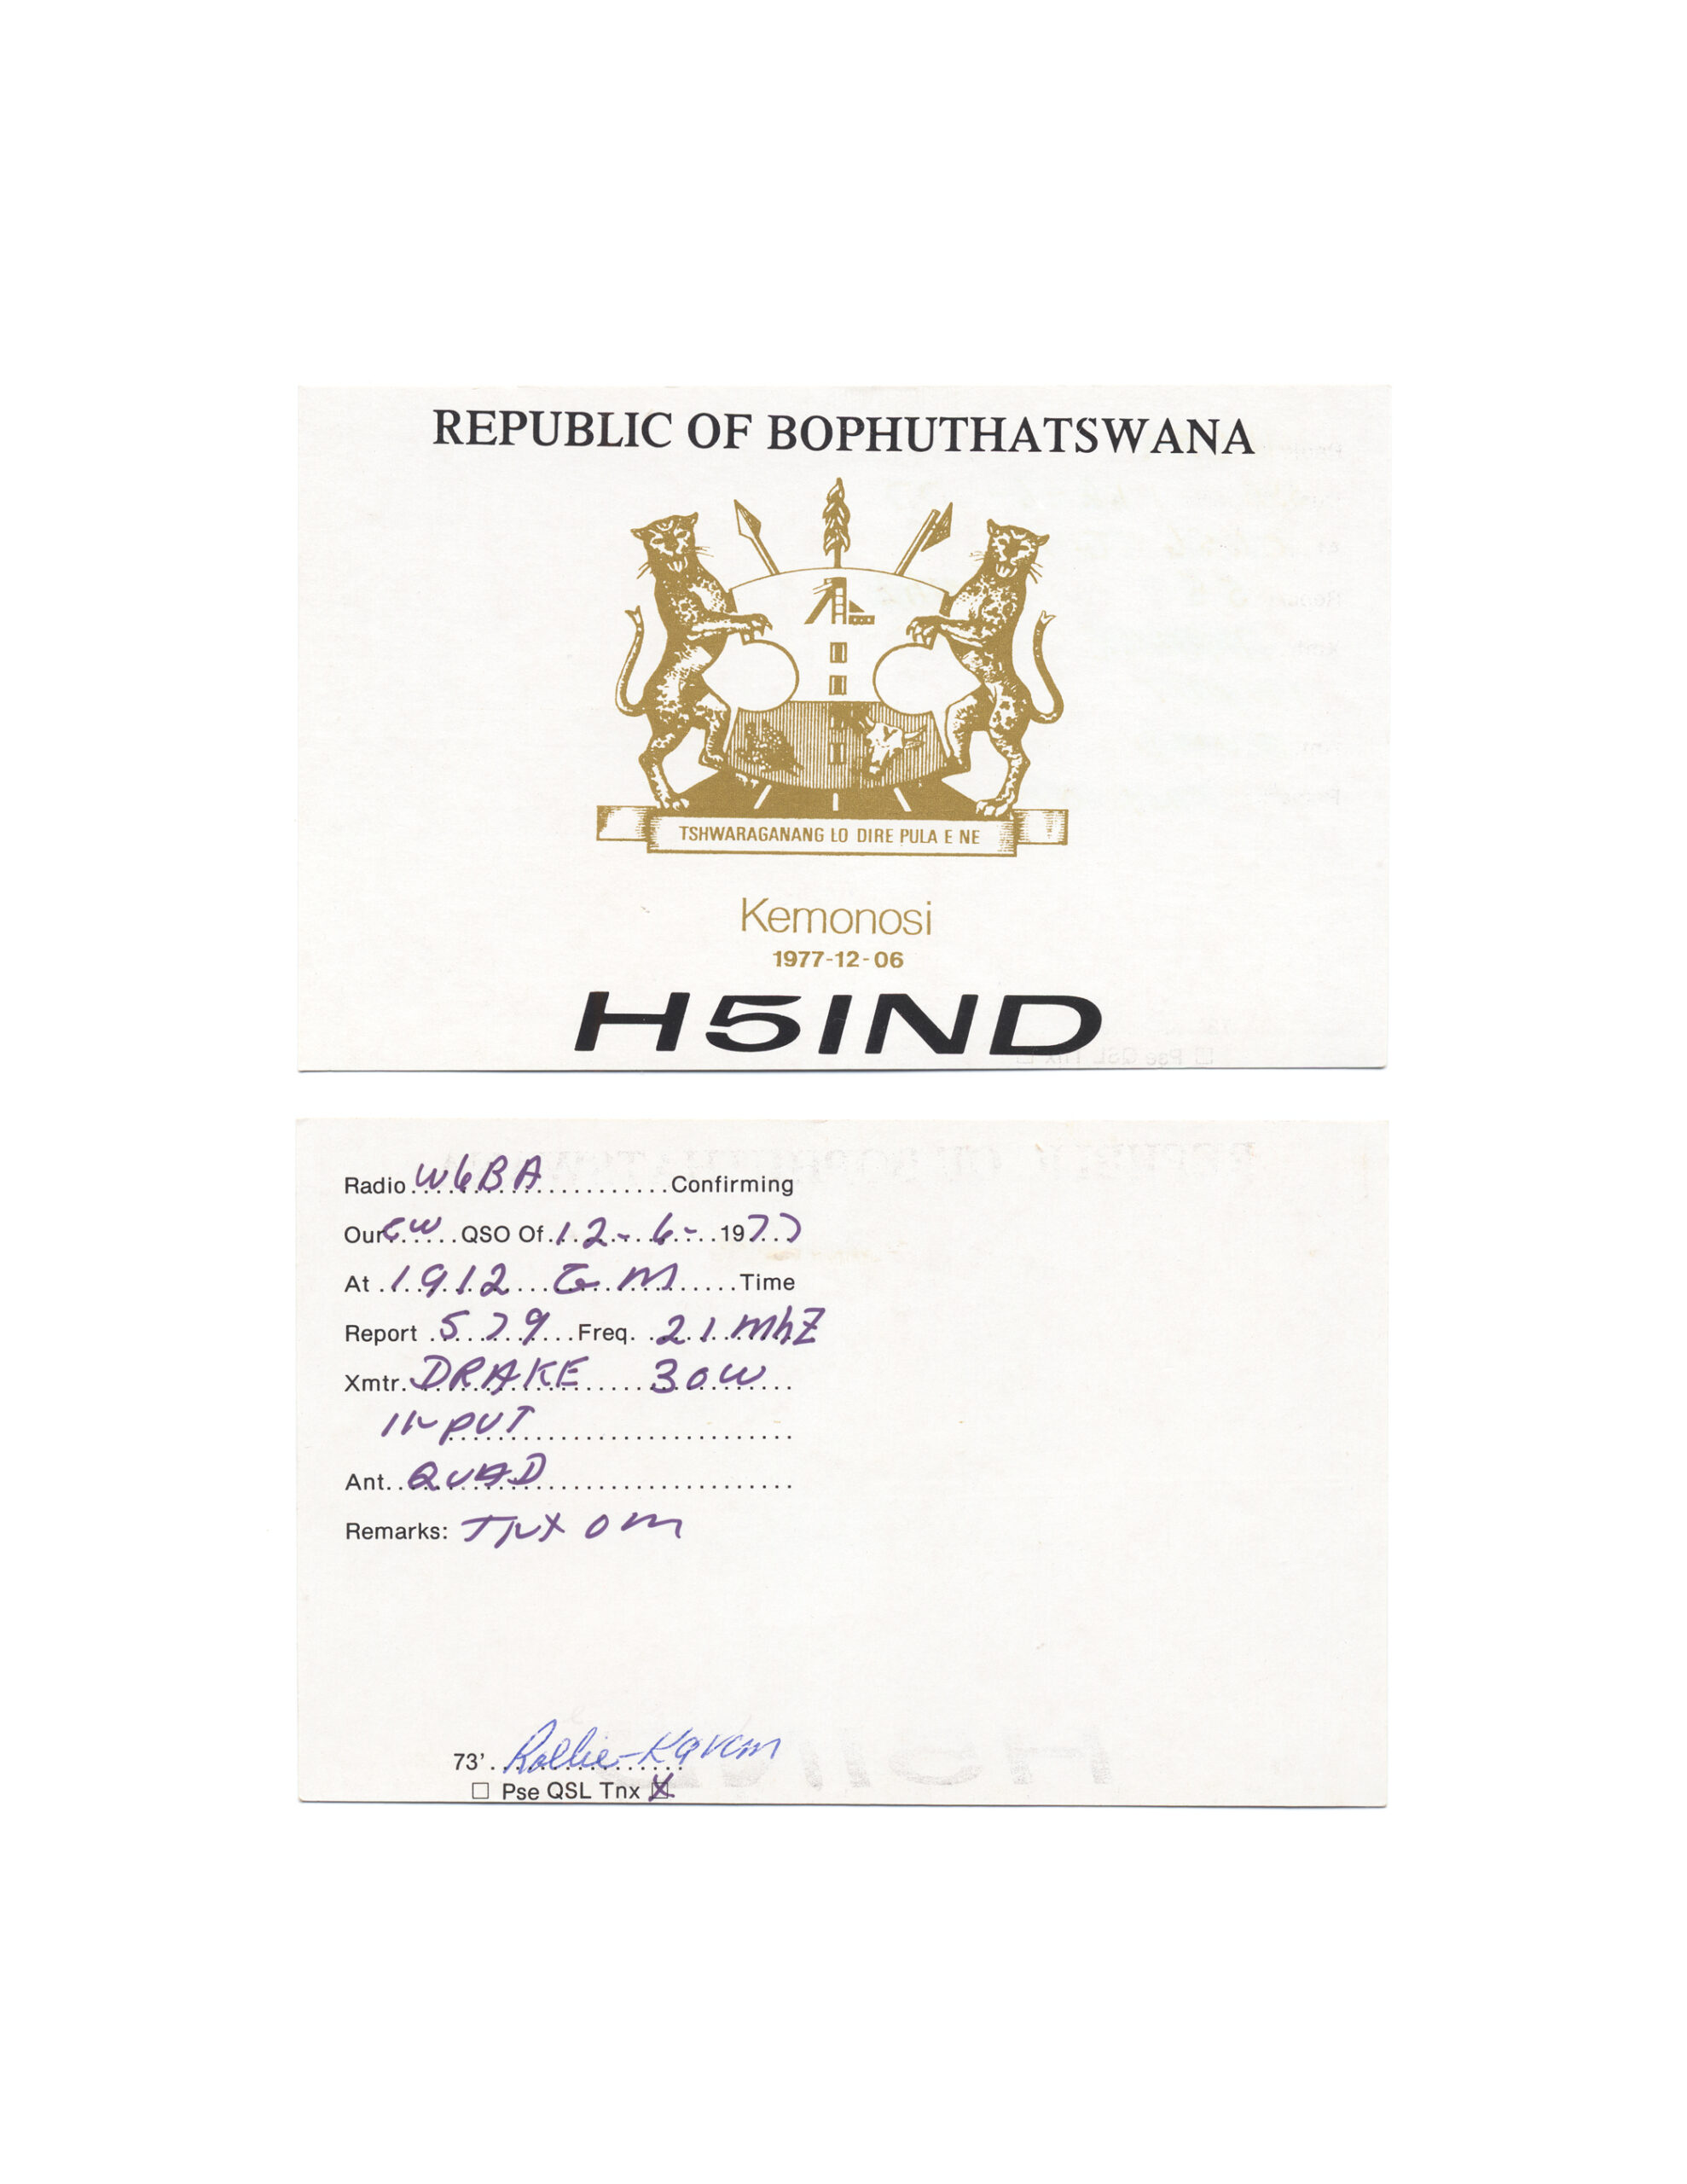 REPUBLIC OF BOPHUTHATSWANA
TSHWARAGANANG LO DIRE PULA E NE
Kemonosi
1977-12-06
H5IND
Radio W6BA Confirming
Our CW QSO Of 12-6-1977
At 1912 GM Time
Report 579 Freq. 21 MhZ
Xmtr. DRAKE 30W
INPUT
Ant. QUAD
Remarks: TNX OM
73' Rollie-
Pse QSL Tnx X